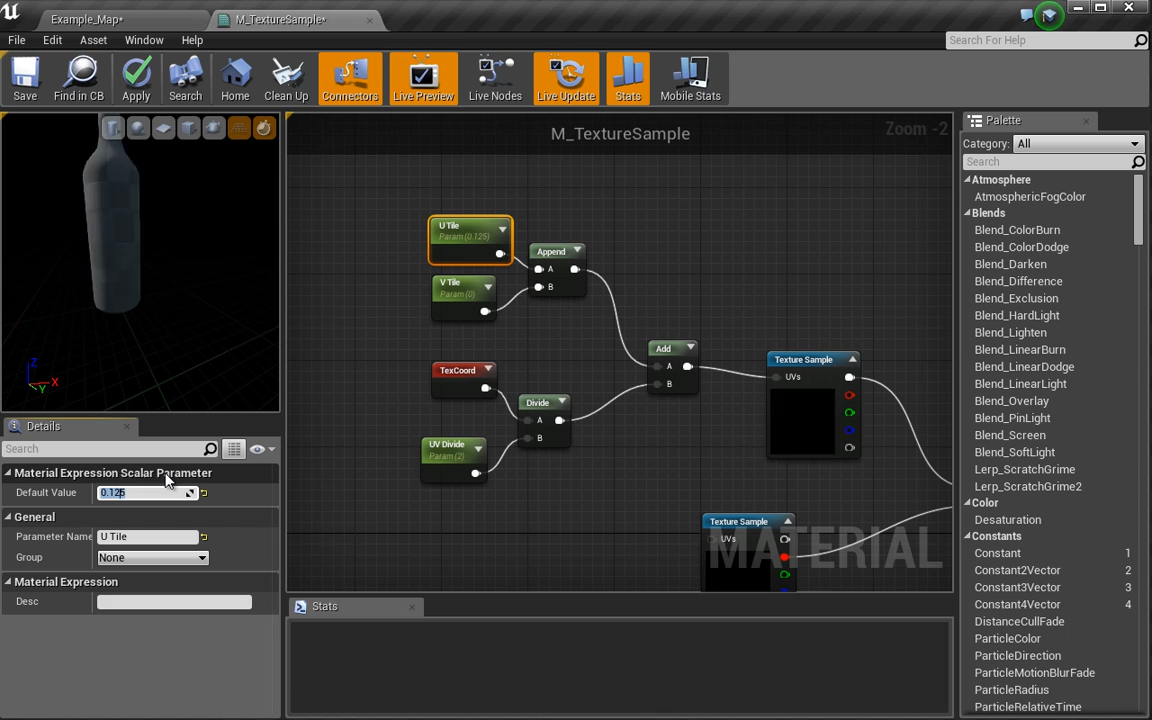 Example_Map*
M_TextureSample*
File Edit Asset Window Help
Search For Help
Save Find in CB Apply Search Home Clean Up Connectors Live Preview Live Nodes Live Update Stats Mobile Stats
M_TextureSample
Zoom -2
Z
X
Y
U Tile
Param (0.125)
Append
A
B
V Tile
Param (0)
Add
A
B
TexCoord
Divide
A
B
UV Divide
Param (2)
Texture Sample
UVs
Texture Sample
UVs
MATERIAL
Details
Search
Material Expression Scalar Parameter
Default Value 0.125
General
Parameter Name U Tile
Group None
Material Expression
Desc
Stats
Palette
Category: All
Search
Atmosphere
AtmosphericFogColor
Blends
Blend_ColorBurn
Blend_ColorDodge
Blend_Darken
Blend_Difference
Blend_Exclusion
Blend_HardLight
Blend_Lighten
Blend_LinearBurn
Blend_LinearDodge
Blend_LinearLight
Blend_Overlay
Blend_PinLight
Blend_Screen
Blend_SoftLight
Lerp_ScratchGrime
Lerp_ScratchGrime2
Color
Desaturation
Constants
Constant 1
Constant2Vector 2
Constant3Vector 3
Constant4Vector 4
DistanceCullFade
ParticleColor
ParticleDirection
ParticleMotionBlurFade
ParticleRadius
ParticleRelativeTime